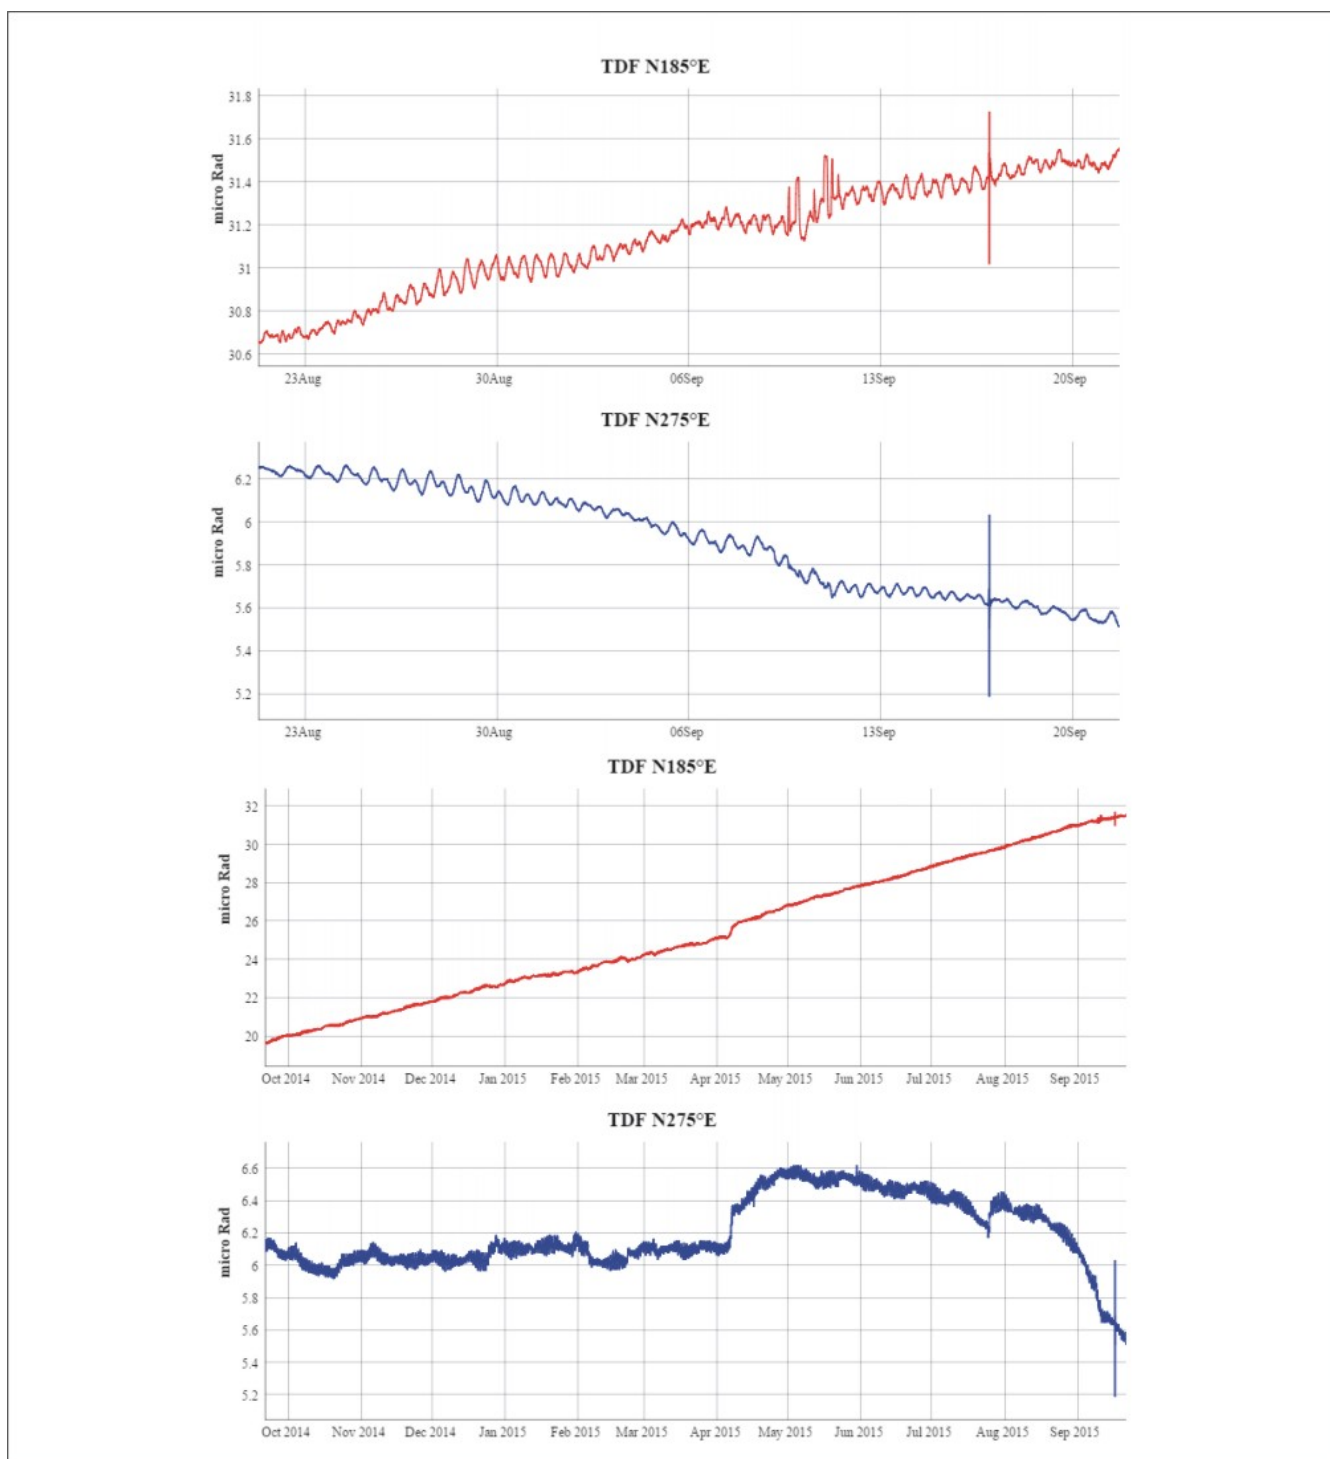 TDF N185°E
micro Rad
31.8
31.6
31.4
31.2
31
30.8
30.6
23Aug 30Aug 06Sep 13Sep 20Sep
TDF N275°E
micro Rad
6.2
6
5.8
5.6
5.4
5.2
23Aug 30Aug 06Sep 13Sep 20Sep
TDF N185°E
micro Rad
32
30
28
26
24
22
20
Oct 2014 Nov 2014 Dec 2014 Jan 2015 Feb 2015 Mar 2015 Apr 2015 May 2015 Jun 2015 Jul 2015 Aug 2015 Sep 2015
TDF N275°E
micro Rad
6.6
6.4
6.2
6
5.8
5.6
5.4
5.2
Oct 2014 Nov 2014 Dec 2014 Jan 2015 Feb 2015 Mar 2015 Apr 2015 May 2015 Jun 2015 Jul 2015 Aug 2015 Sep 2015